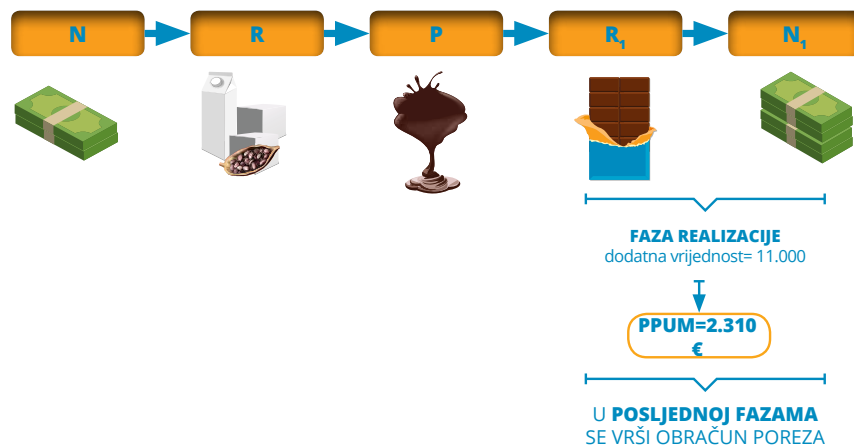 N R P R₁ N₁
FAZA REALIZACIJE
dodatna vrijednost= 11.000
PPUM=2.310
€
U POSLJEDNOJ FAZAMA
SE VRŠI OBRAČUN POREZA